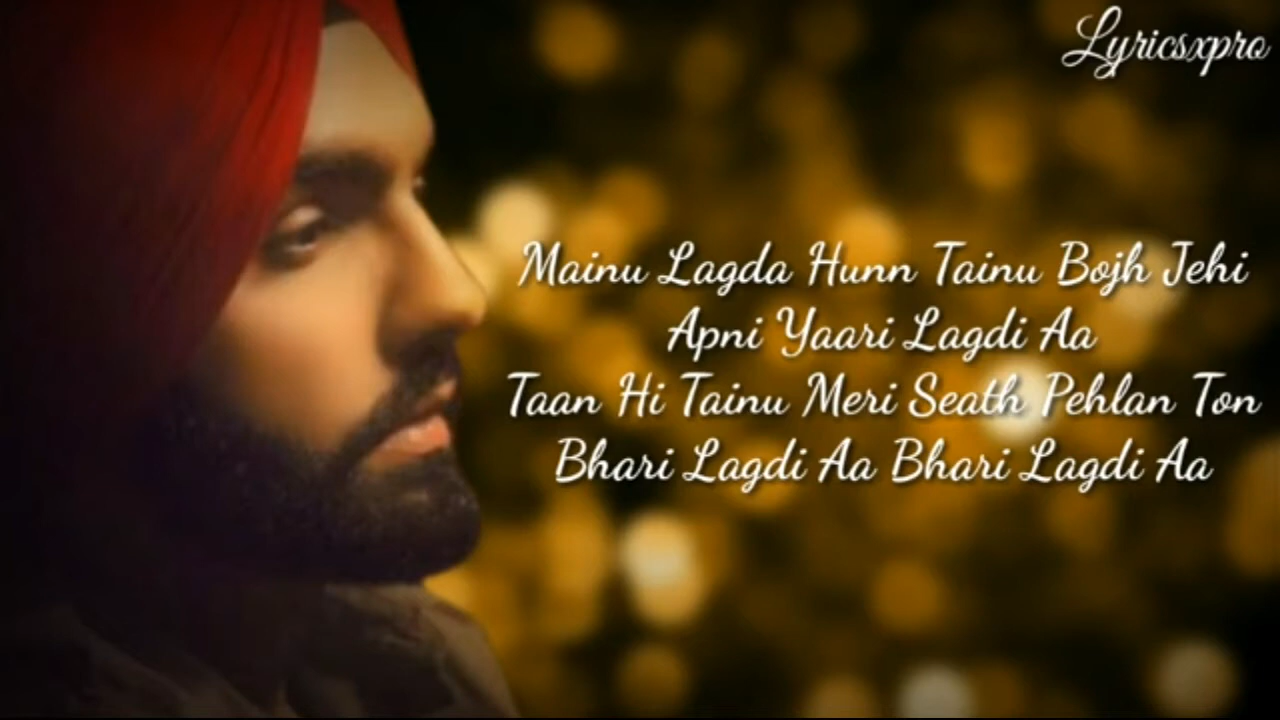 Lyricsxpro
Mainu Lagda Hunn Tainu Bojh Jehi
Apni Yaari Lagdi Aa
Taan Hi Tainu Meri Seath Pehlan Ton
Bhari Lagdi Aa Bhari Lagdi Aa